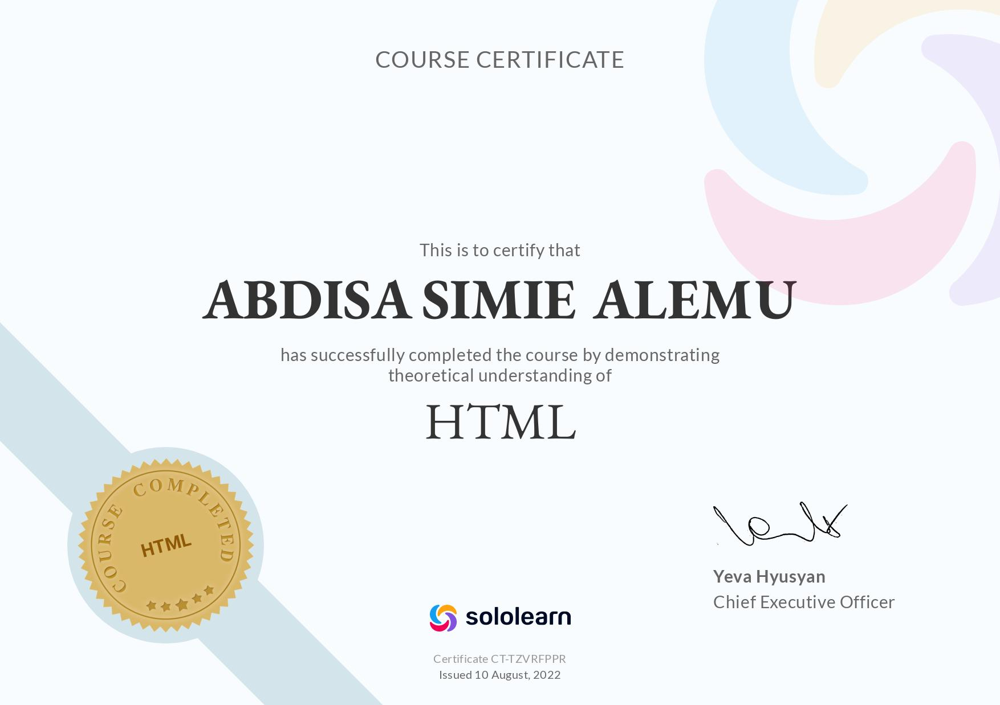 COURSE CERTIFICATE
This is to certify that
ABDISA SIMIE ALEMU
has successfully completed the course by demonstrating
theoretical understanding of
HTML
COURSE COMPLETED
HTML
Yeva Hyusyan
Chief Executive Officer
sololearn
Certificate CT-TZVRFPPR
Issued 10 August, 2022